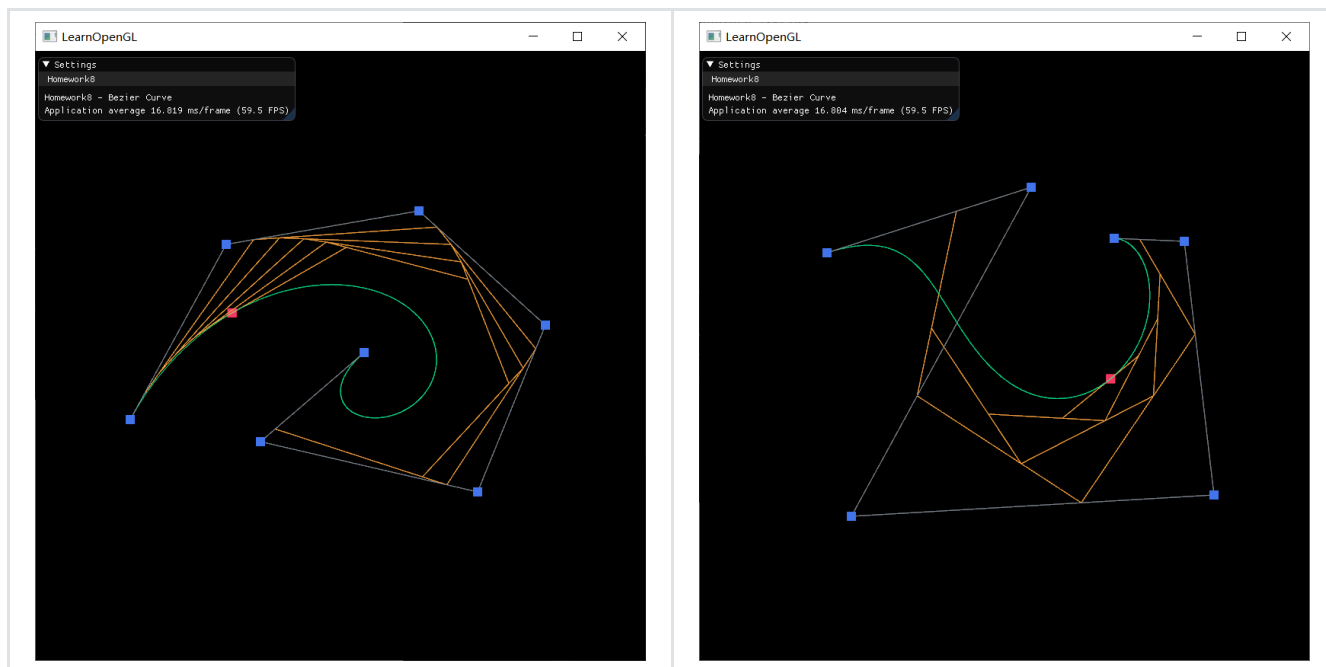 LearnOpenGL
Settings
Homework8
Homework8 - Bezier Curve
Application average 16.819 ms/frame (59.5 FPS)
LearnOpenGL
Settings
Homework8
Homework8 - Bezier Curve
Application average 16.804 ms/frame (59.5 FPS)